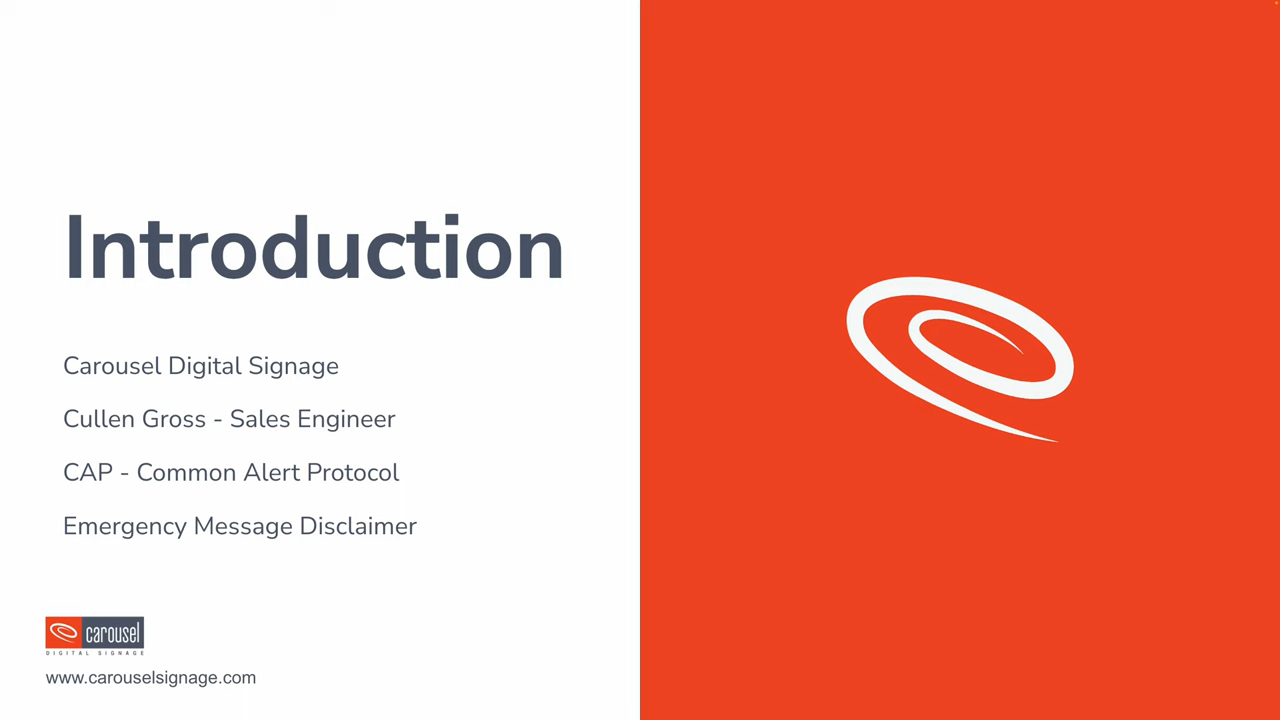 Introduction
Carousel Digital Signage
Cullen Gross - Sales Engineer
CAP - Common Alert Protocol
Emergency Message Disclaimer
carousel
DIGITAL SIGNAGE
www.carouselsignage.com